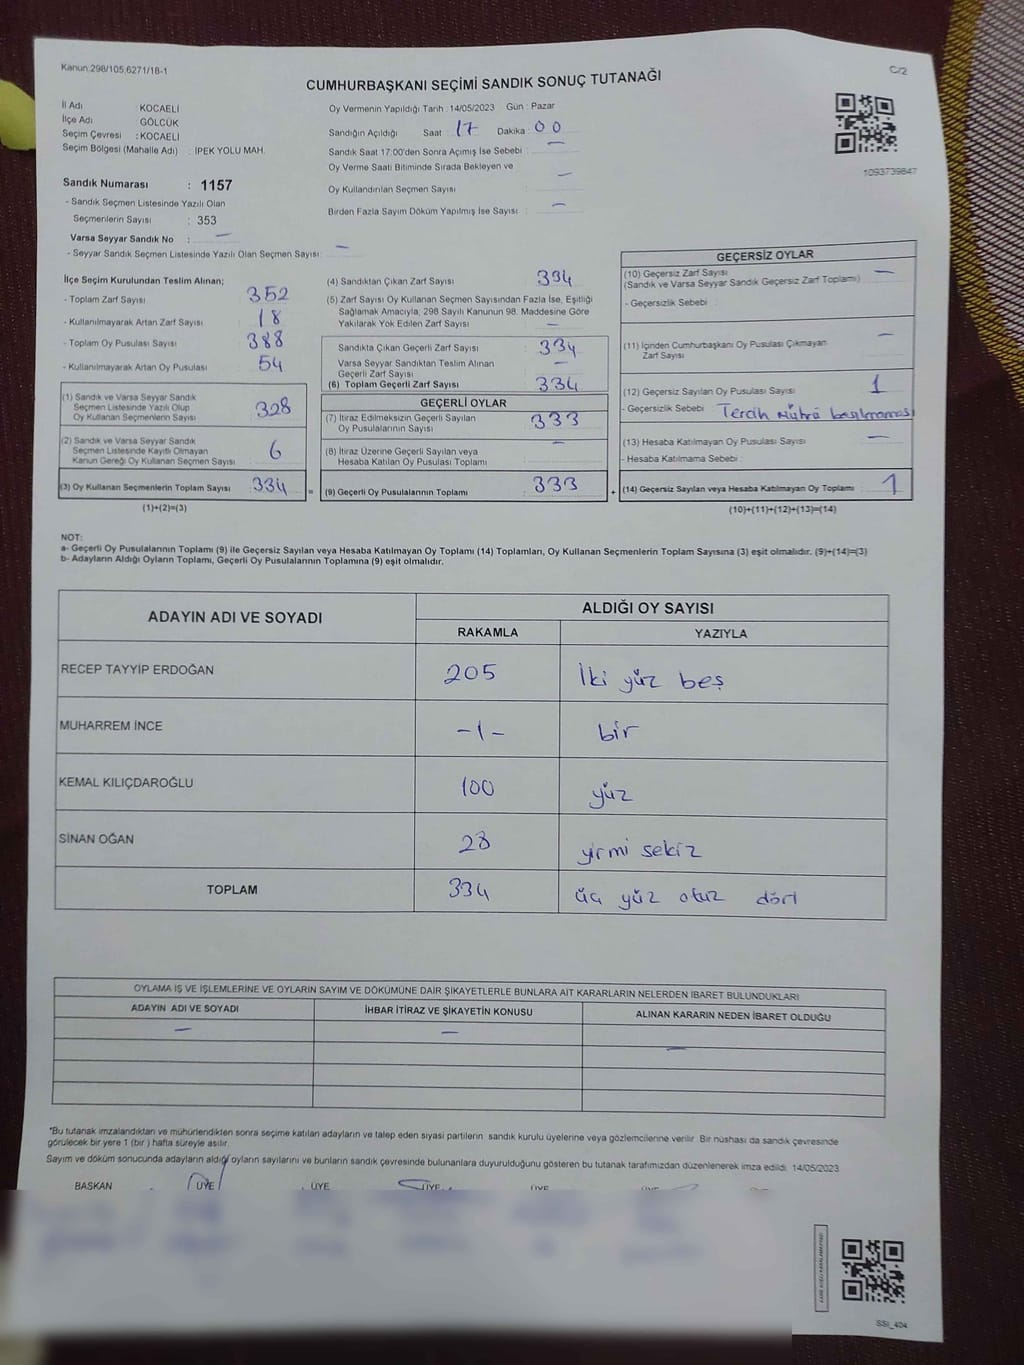 Kanun:298/105,6271/18-1
C/2
CUMHURBAŞKANI SEÇİMİ SANDIK SONUÇ TUTANAĞI
İl Adı : KOCAELİ
İlçe Adı : GÖLCÜK
Seçim Çevresi : KOCAELİ
Seçim Bölgesi (Mahalle Adı) : İPEK YOLU MAH.
Oy Vermenin Yapıldığı Tarih : 14/05/2023 Gün : Pazar
Sandığın Açıldığı Saat : 17 Dakika : 00
Sandık Saat 17:00'den Sonra Açımış İse Sebebi : —
Oy Verme Saati Bitiminde Sırada Bekleyen ve
Oy Kullandırılan Seçmen Sayısı —
Birden Fazla Sayım Döküm Yapılmış İse Sayısı : —
1093739847
Sandık Numarası : 1157
- Sandık Seçmen Listesinde Yazılı Olan
Seçmenlerin Sayısı : 353
Varsa Seyyar Sandık No : —
- Seyyar Sandık Seçmen Listesinde Yazılı Olan Seçmen Sayısı: —
İlçe Seçim Kurulundan Teslim Alınan;
- Toplam Zarf Sayısı : 352
- Kullanılmayarak Artan Zarf Sayısı : 18
- Toplam Oy Pusulası Sayısı : 388
- Kullanılmayarak Artan Oy Pusulası : 54
(1) Sandık ve Varsa Seyyar Sandık
Seçmen Listesinde Yazılı Olup
Oy Kullanan Seçmenlerin Sayısı : 328
(2) Sandık ve Varsa Seyyar Sandık
Seçmen Listesinde Kayıtlı Olmayan
Kanun Gereği Oy Kullanan Seçmen Sayısı : 6
(3) Oy Kullanan Seçmenlerin Toplam Sayısı : 334
(1)+(2)=(3)
(4) Sandıktan Çıkan Zarf Sayısı : 334
(5) Zarf Sayısı Oy Kullanan Seçmen Sayısından Fazla İse, Eşitliği
Sağlamak Amacıyla, 298 Sayılı Kanunun 98. Maddesine Göre
Yakılarak Yok Edilen Zarf Sayısı : —
Sandıkta Çıkan Geçerli Zarf Sayısı : 334
Varsa Seyyar Sandıktan Teslim Alınan
Geçerli Zarf Sayısı : —
(6) Toplam Geçerli Zarf Sayısı : 334
GEÇERLİ OYLAR
(7) İtiraz Edilmeksizin Geçerli Sayılan
Oy Pusulalarının Sayısı : 333
(8) İtiraz Üzerine Geçerli Sayılan veya
Hesaba Katılan Oy Pusulası Toplamı : —
= (9) Geçerli Oy Pusulalarının Toplamı : 333
GEÇERSİZ OYLAR
(10) Geçersiz Zarf Sayısı
(Sandık ve Varsa Seyyar Sandık Geçersiz Zarf Toplamı) —
- Geçersizlik Sebebi :
(11) İçinden Cumhurbaşkanı Oy Pusulası Çıkmayan
Zarf Sayısı : —
(12) Geçersiz Sayılan Oy Pusulası Sayısı : 1
- Geçersizlik Sebebi : Tercih Mührü basılmaması
(13) Hesaba Katılmayan Oy Pusulası Sayısı : —
- Hesaba Katılmama Sebebi :
+ (14) Geçersiz Sayılan veya Hesaba Katılmayan Oy Toplamı : 1
(10)+(11)+(12)+(13)=(14)
NOT:
a- Geçerli Oy Pusulalarının Toplamı (9) ile Geçersiz Sayılan veya Hesaba Katılmayan Oy Toplamı (14) Toplamları, Oy Kullanan Seçmenlerin Toplam Sayısına (3) eşit olmalıdır. (9)+(14)=(3)
b- Adayların Aldığı Oyların Toplamı, Geçerli Oy Pusulalarının Toplamına (9) eşit olmalıdır.
ADAYIN ADI VE SOYADI
ALDIĞI OY SAYISI
RAKAMLA YAZIYLA
RECEP TAYYİP ERDOĞAN 205 İki yüz beş
MUHARREM İNCE -1- bir
KEMAL KILIÇDAROĞLU 100 yüz
SİNAN OĞAN 28 yirmi sekiz
TOPLAM 334 üç yüz otuz dört
OYLAMA İŞ VE İŞLEMLERİNE VE OYLARIN SAYIM VE DÖKÜMÜNE DAİR ŞİKAYETLERLE BUNLARA AİT KARARLARIN NELERDEN İBARET BULUNDUKLARI
ADAYIN ADI VE SOYADI İHBAR İTİRAZ VE ŞİKAYETİN KONUSU ALINAN KARARIN NEDEN İBARET OLDUĞU
— — —
*Bu tutanak imzalandıktan ve mühürlendikten sonra seçime katılan adayların ve talep eden siyasi partilerin sandık kurulu üyelerine veya gözlemcilerine verilir. Bir nüshası da sandık çevresinde
görülecek bir yere 1 (bir) hafta süreyle asılır.
Sayım ve döküm sonucunda adayların aldığı oyların sayılarını ve bunların sandık çevresinde bulunanlara duyurulduğunu gösteren bu tutanak tarafımızdan düzenlenerek imza edildi. 14/05/2023
BAŞKAN ÜYE ÜYE ÜYE ÜYE ÜYE
SSI_404